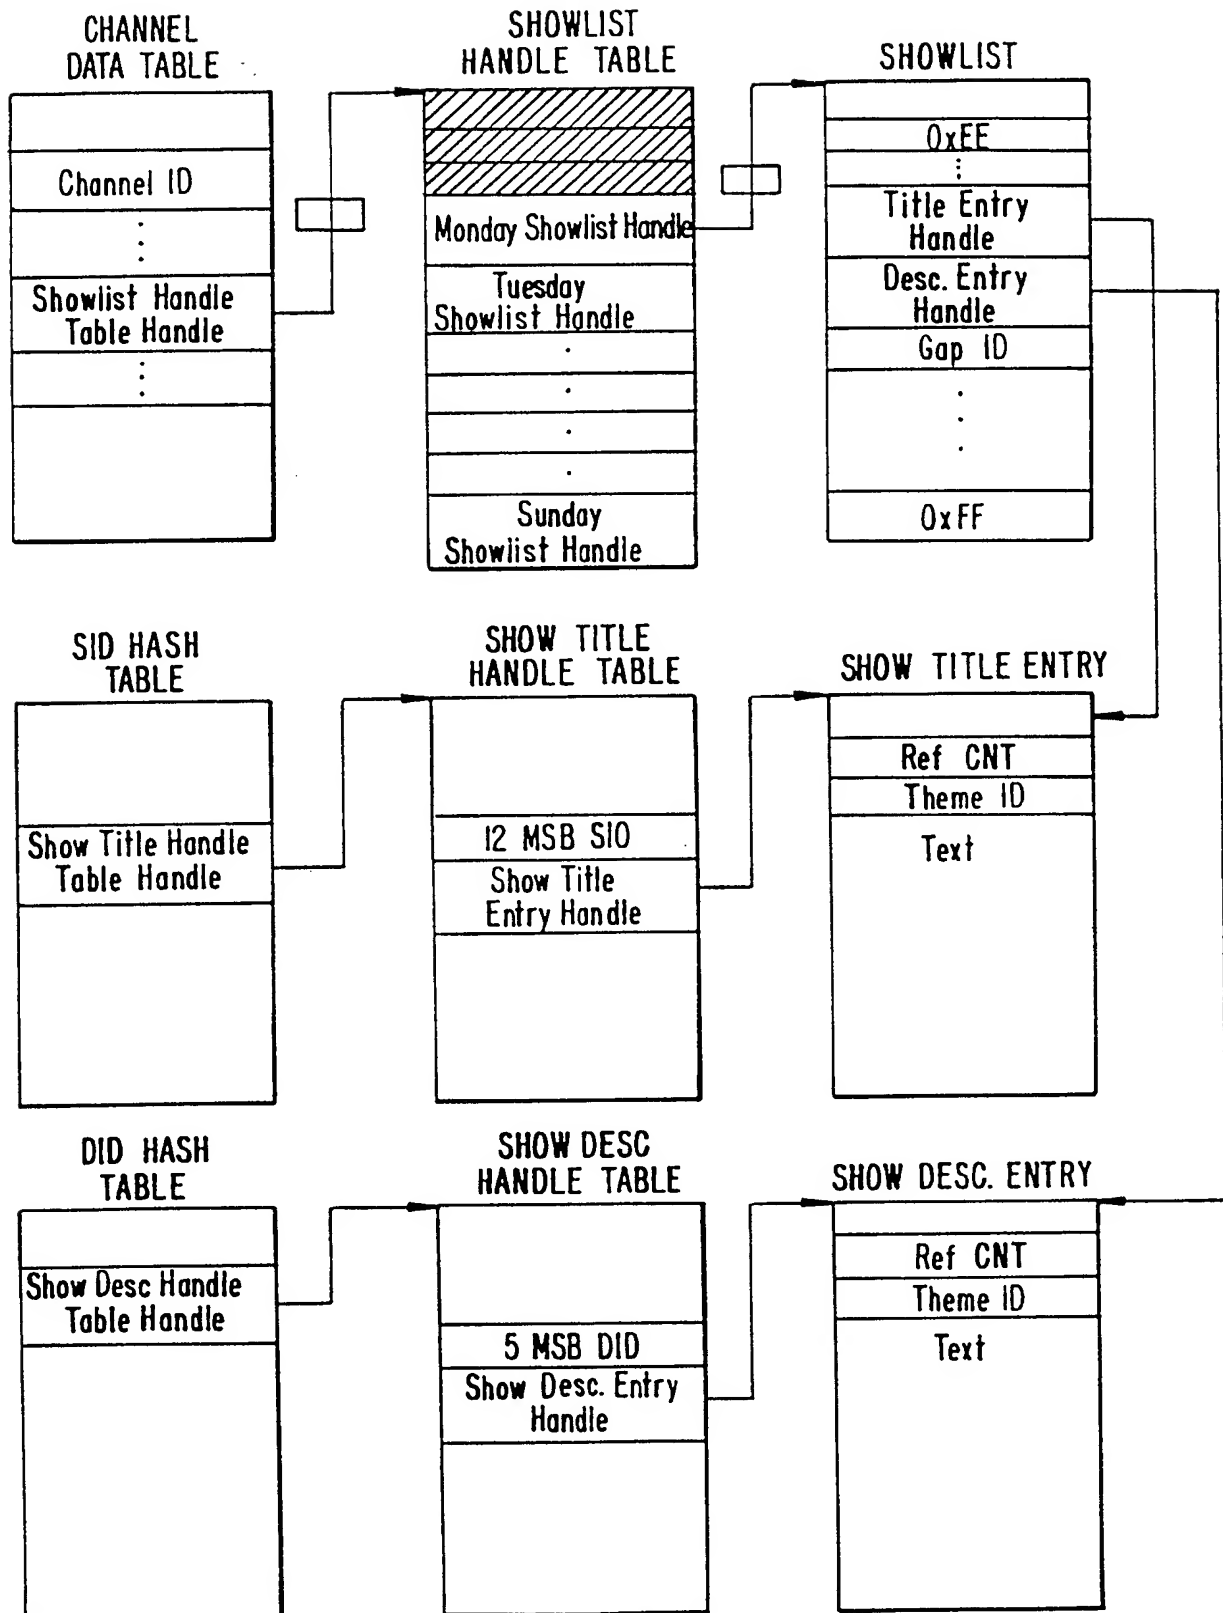 CHANNEL
DATA TABLE
Channel ID
Showlist Handle
Table Handle
SHOWLIST
HANDLE TABLE
Monday Showlist Handle
Tuesday
Showlist Handle
Sunday
Showlist Handle
SHOWLIST
0xEE
Title Entry
Handle
Desc. Entry
Handle
Gap ID
0xFF
SID HASH
TABLE
Show Title Handle
Table Handle
SHOW TITLE
HANDLE TABLE
12 MSB SIO
Show Title
Entry Handle
SHOW TITLE ENTRY
Ref CNT
Theme ID
Text
DID HASH
TABLE
Show Desc Handle
Table Handle
SHOW DESC
HANDLE TABLE
5 MSB DID
Show Desc. Entry
Handle
SHOW DESC. ENTRY
Ref CNT
Theme ID
Text